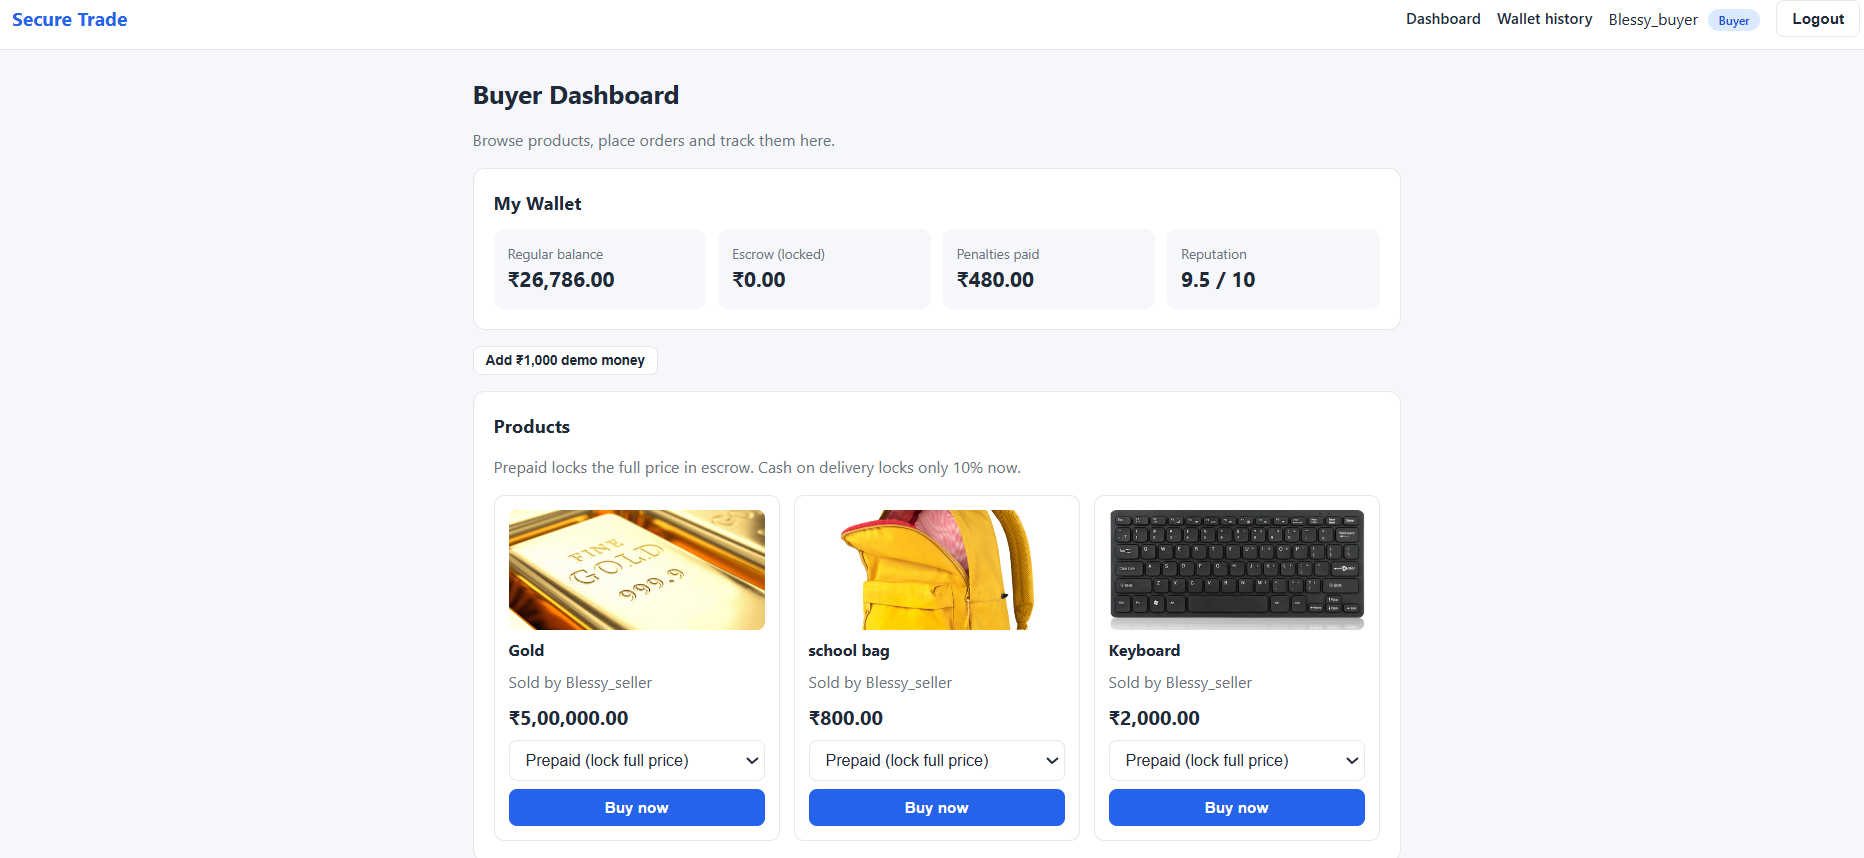 Secure Trade
Dashboard Wallet history Blessy_buyer Buyer Logout
Buyer Dashboard
Browse products, place orders and track them here.
My Wallet
Regular balance Escrow (locked) Penalties paid Reputation
₹26,786.00 ₹0.00 ₹480.00 9.5 / 10
Add ₹1,000 demo money
Products
Prepaid locks the full price in escrow. Cash on delivery locks only 10% now.
FINE
GOLD
999.9
Gold school bag Keyboard
Sold by Blessy_seller Sold by Blessy_seller Sold by Blessy_seller
₹5,00,000.00 ₹800.00 ₹2,000.00
Prepaid (lock full price) Prepaid (lock full price) Prepaid (lock full price)
Buy now Buy now Buy now